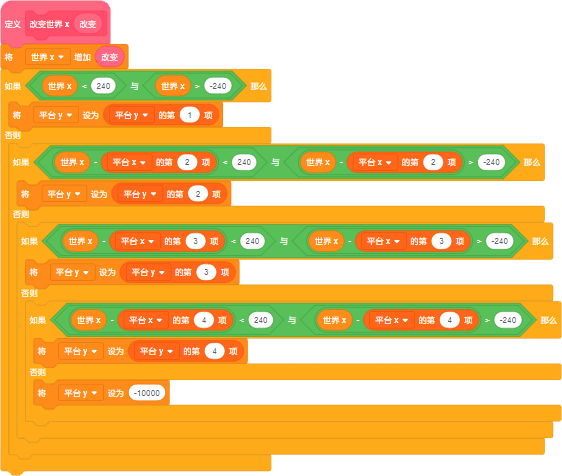 定义 改变世界 x 改变
将 世界 x 增加 改变
如果 世界 x < 240 与 世界 x > -240 那么
将 平台 y 设为 平台 y 的第 1 项
否则
如果 世界 x - 平台 x 的第 2 项 < 240 与 世界 x - 平台 x 的第 2 项 > -240 那么
将 平台 y 设为 平台 y 的第 2 项
否则
如果 世界 x - 平台 x 的第 3 项 < 240 与 世界 x - 平台 x 的第 3 项 > -240 那么
将 平台 y 设为 平台 y 的第 3 项
否则
如果 世界 x - 平台 x 的第 4 项 < 240 与 世界 x - 平台 x 的第 4 项 > -240 那么
将 平台 y 设为 平台 y 的第 4 项
否则
将 平台 y 设为 -10000